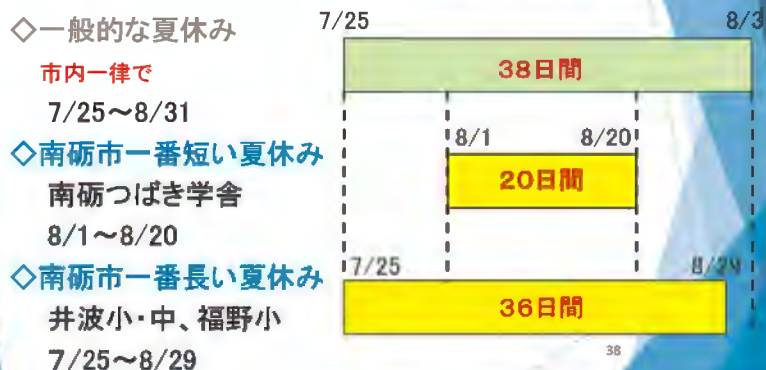 ◇一般的な夏休み
市内一律で
7/25～8/31
◇南砺市一番短い夏休み
南砺つばき学舎
8/1～8/20
◇南砺市一番長い夏休み
井波小・中、福野小
7/25～8/29
7/25
8/3
38日間
8/1
8/20
20日間
7/25
8/29
36日間
38